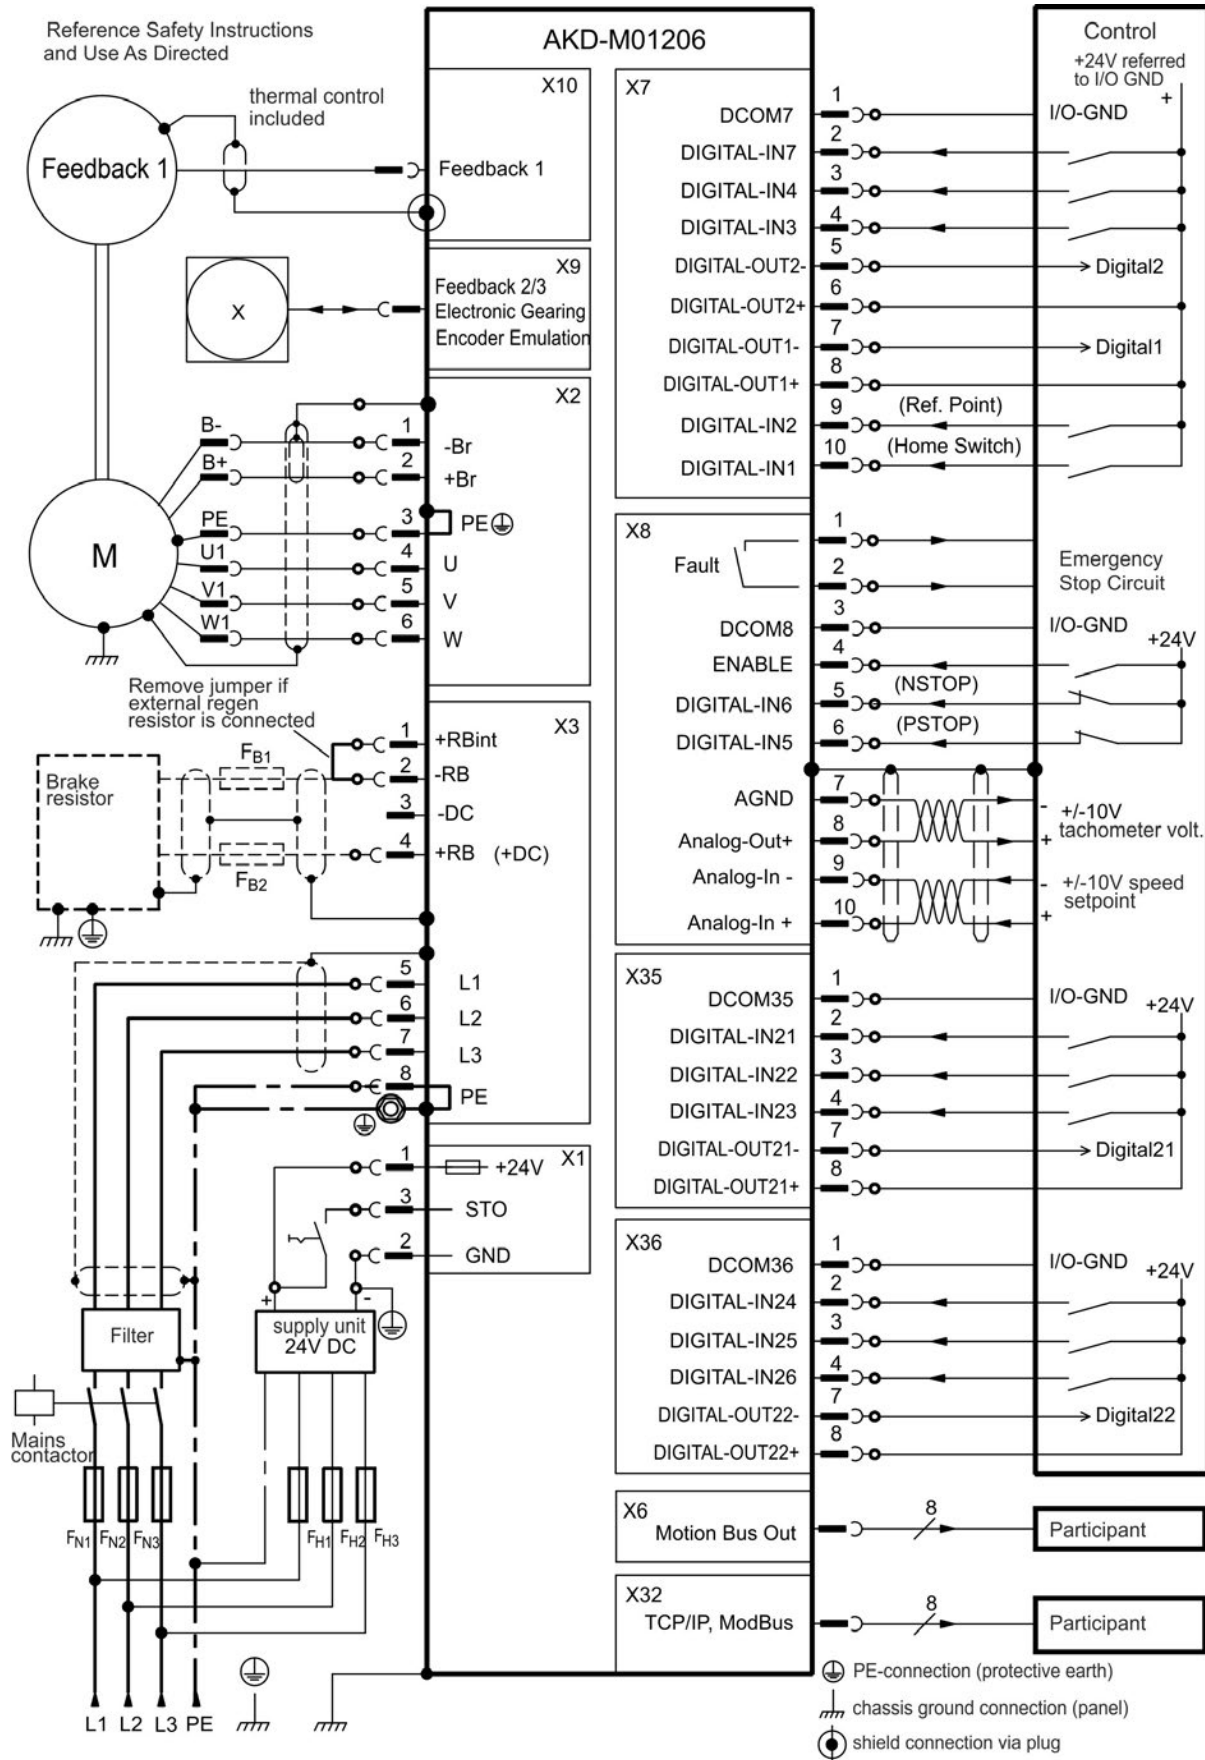 Reference Safety Instructions
and Use As Directed
AKD-M01206
Control
+24V referred
to I/O GND
+
thermal control
included
Feedback 1
X10
Feedback 1
X
X9
Feedback 2/3
Electronic Gearing
Encoder Emulation
X2
B-
1
-Br
B+
2
+Br
PE
3
PE
M
U1
4
U
V1
5
V
W1
6
W
Remove jumper if
external regen
resistor is connected
X3
1
+RBint
2
-RB
3
-DC
4
+RB (+DC)
Brake
resistor
FB1
FB2
5
L1
6
L2
7
L3
8
PE
X1
1
+24V
3
STO
2
GND
+
-
supply unit
24V DC
Filter
Mains
contactor
FN1 FN2 FN3
FH1 FH2 FH3
L1 L2 L3 PE
X7
DCOM7
1
I/O-GND
DIGITAL-IN7
2
DIGITAL-IN4
3
DIGITAL-IN3
4
DIGITAL-OUT2-
5
Digital2
DIGITAL-OUT2+
6
DIGITAL-OUT1-
7
Digital1
DIGITAL-OUT1+
8
DIGITAL-IN2
9
(Ref. Point)
DIGITAL-IN1
10
(Home Switch)
X8
Fault
1
2
Emergency
Stop Circuit
DCOM8
3
I/O-GND
+24V
ENABLE
4
DIGITAL-IN6
5
(NSTOP)
DIGITAL-IN5
6
(PSTOP)
AGND
7
-
Analog-Out+
8
+
+/-10V
tachometer volt.
Analog-In -
9
-
Analog-In +
10
+
+/-10V speed
setpoint
X35
DCOM35
1
I/O-GND
+24V
DIGITAL-IN21
2
DIGITAL-IN22
3
DIGITAL-IN23
4
DIGITAL-OUT21-
7
Digital21
DIGITAL-OUT21+
8
X36
DCOM36
1
I/O-GND
+24V
DIGITAL-IN24
2
DIGITAL-IN25
3
DIGITAL-IN26
4
DIGITAL-OUT22-
7
Digital22
DIGITAL-OUT22+
8
X6
Motion Bus Out
8
Participant
X32
TCP/IP, ModBus
8
Participant
PE-connection (protective earth)
chassis ground connection (panel)
shield connection via plug